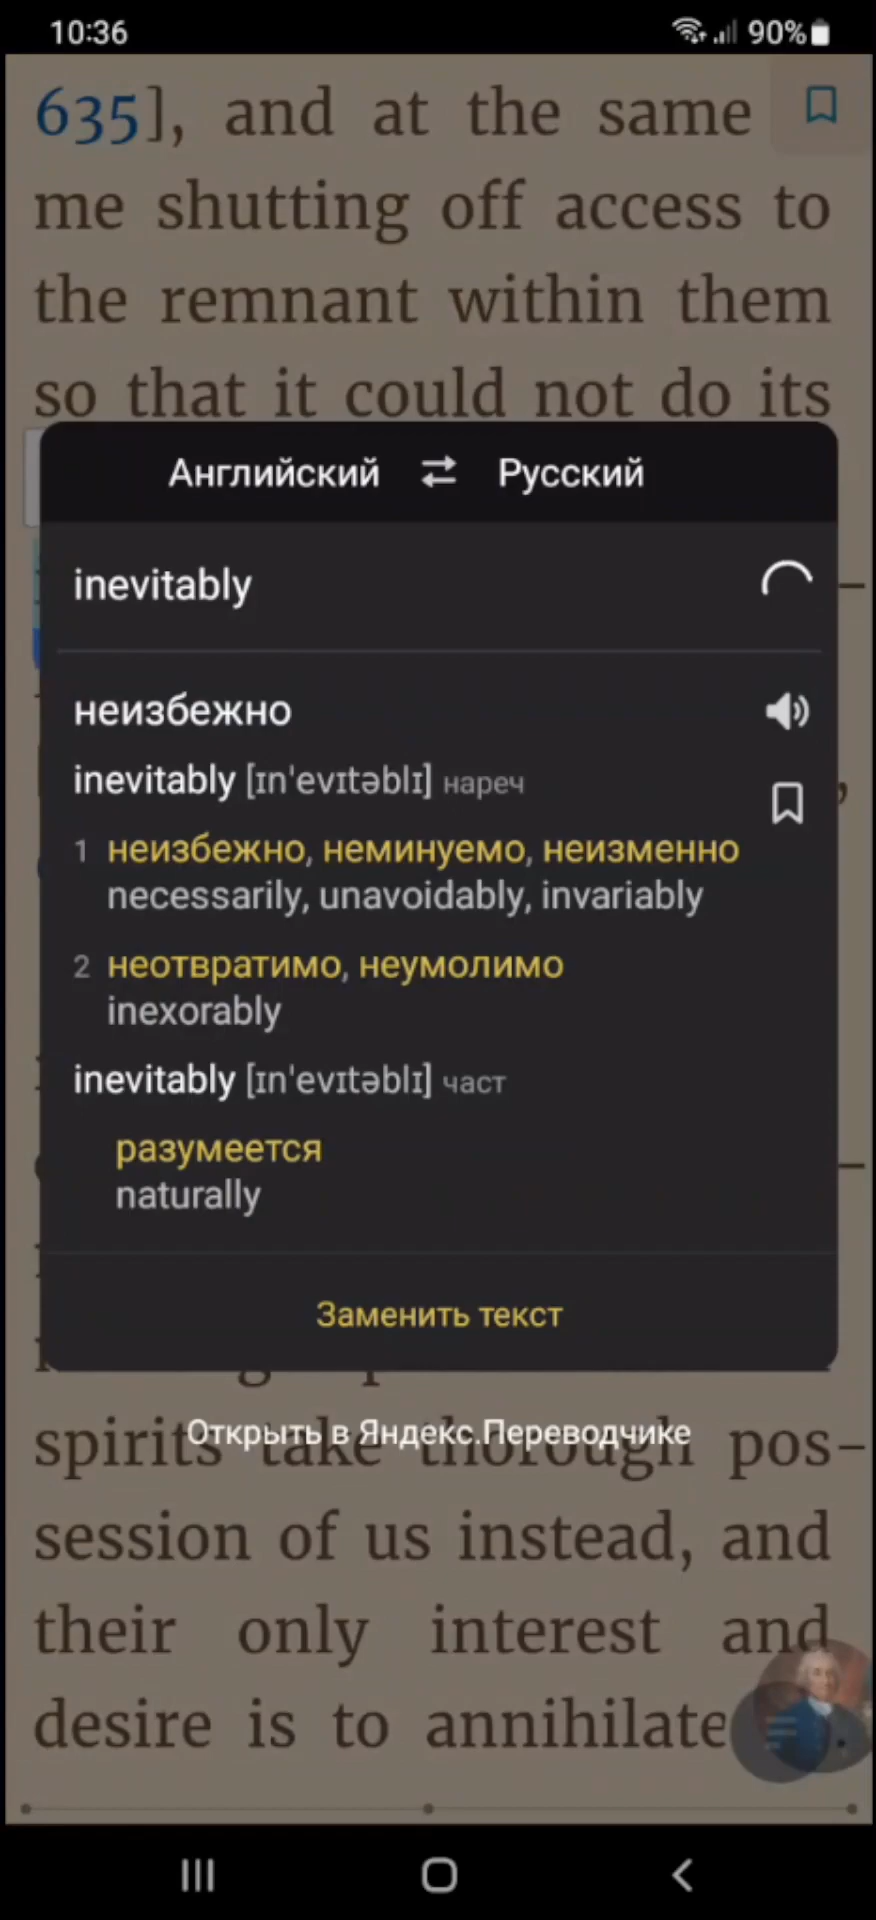 10:36
90%
635], and at the same
me shutting off access to
the remnant within them
so that it could not do its
Английский Русский
inevitably
неизбежно
inevitably [ɪn'evɪtəblɪ] нареч
1 неизбежно, неминуемо, неизменно
necessarily, unavoidably, invariably
2 неотвратимо, неумолимо
inexorably
inevitably [ɪn'evɪtəblɪ] част
разумеется
naturally
Заменить текст
Открыть в Яндекс.Переводчике
spirits take thorough pos-
session of us instead, and
their only interest and
desire is to annihilate